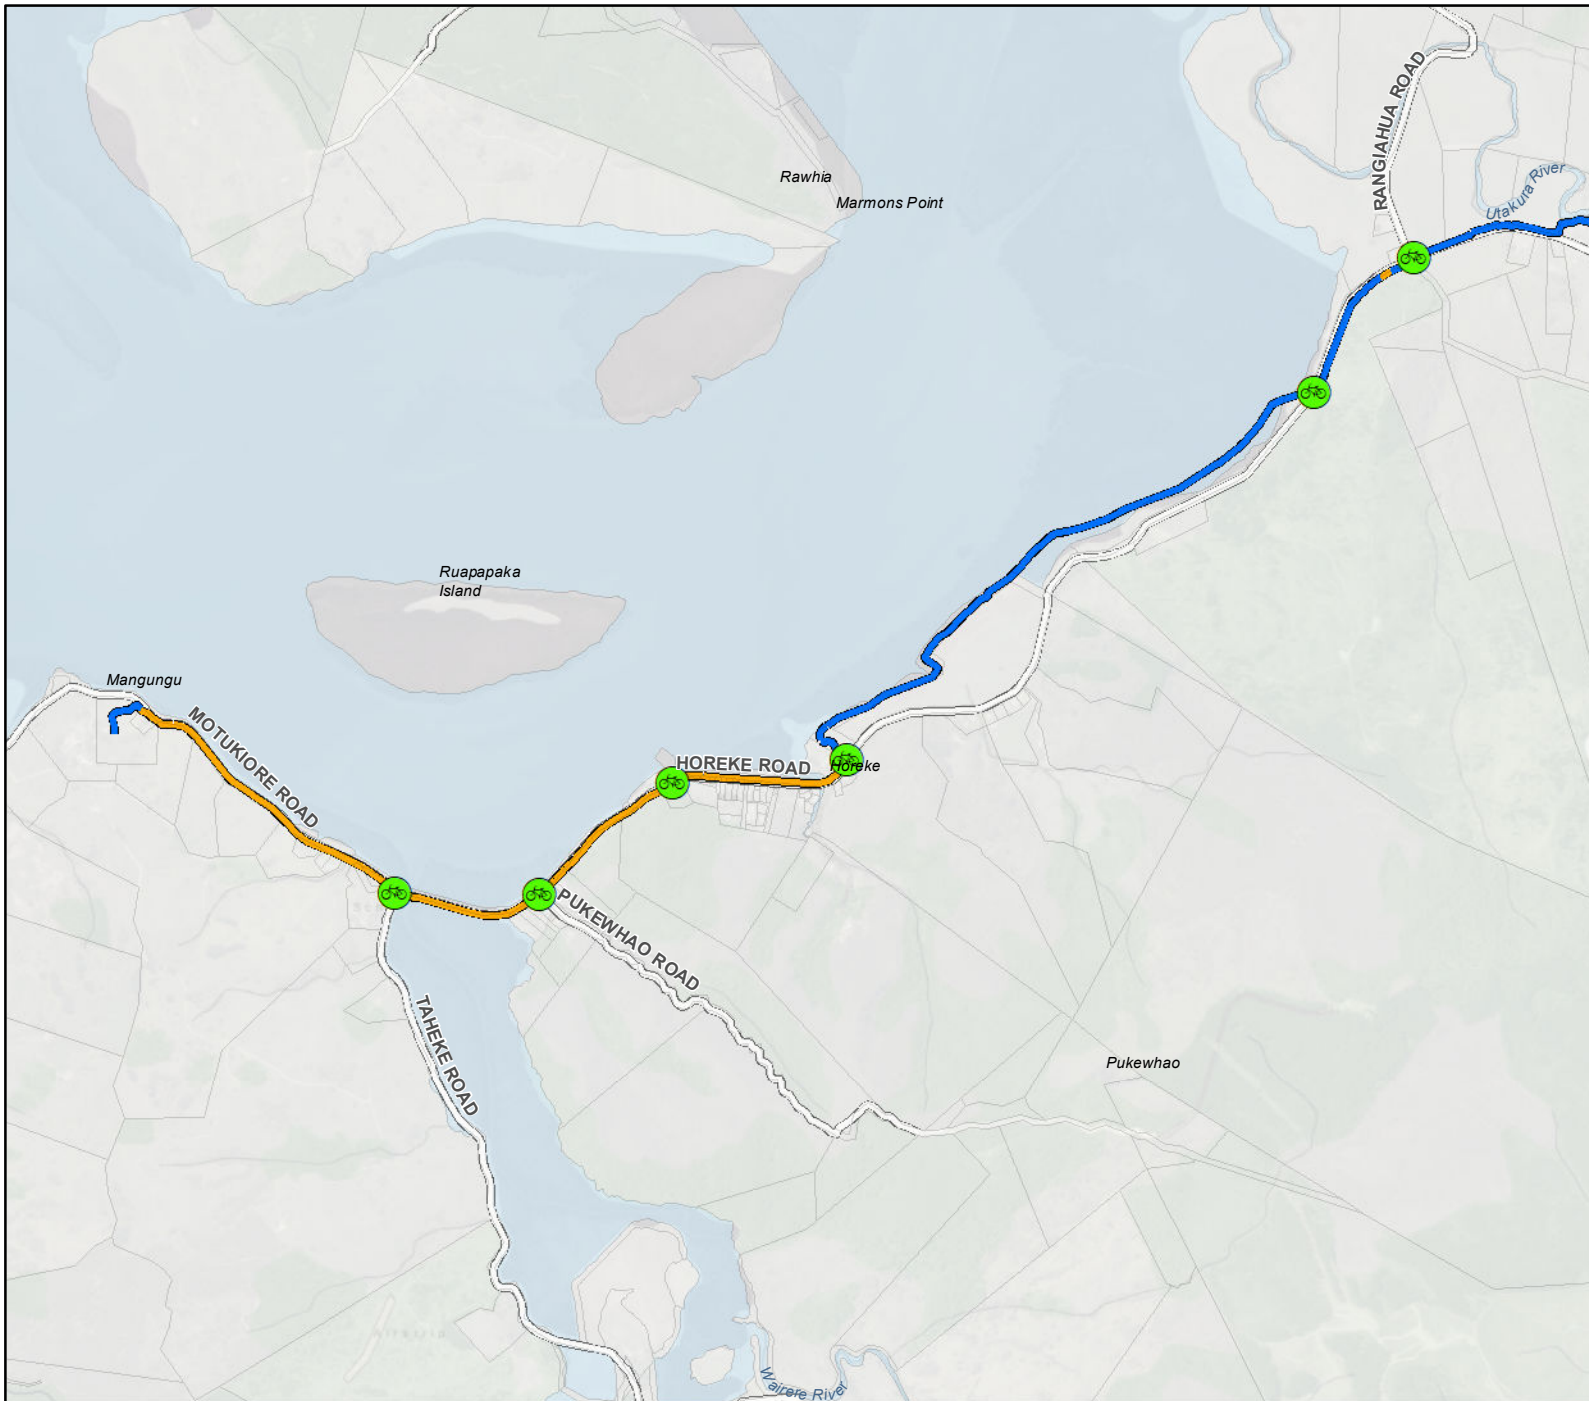 RANGIAHUA ROAD
Rawhia
Utakura River
Marmons Point
Ruapapaka
Island
Mangungu
MOTUKIORE ROAD
HOREKE ROAD
Horeke
PUKEWHAO ROAD
TAHEKE ROAD
Pukewhao
Wairere River